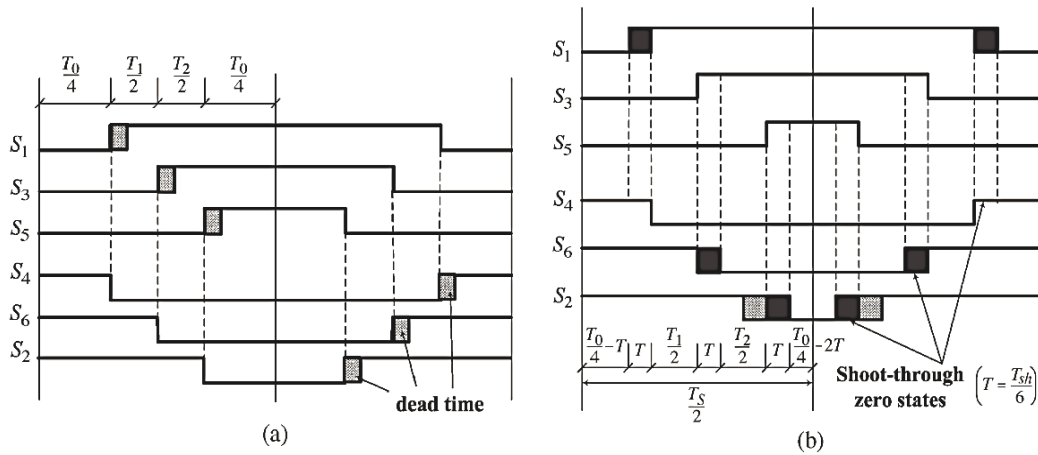 T0/4 T1/2 T2/2 T0/4
S1
S3
S5
S4
S6
S2
dead time
(a)
S1
S3
S5
S4
S6
S2
T0/4−T T T1/2 T T2/2 T T0/4−2T
TS/2
Shoot-through
zero states
(T = Tsh/6)
(b)